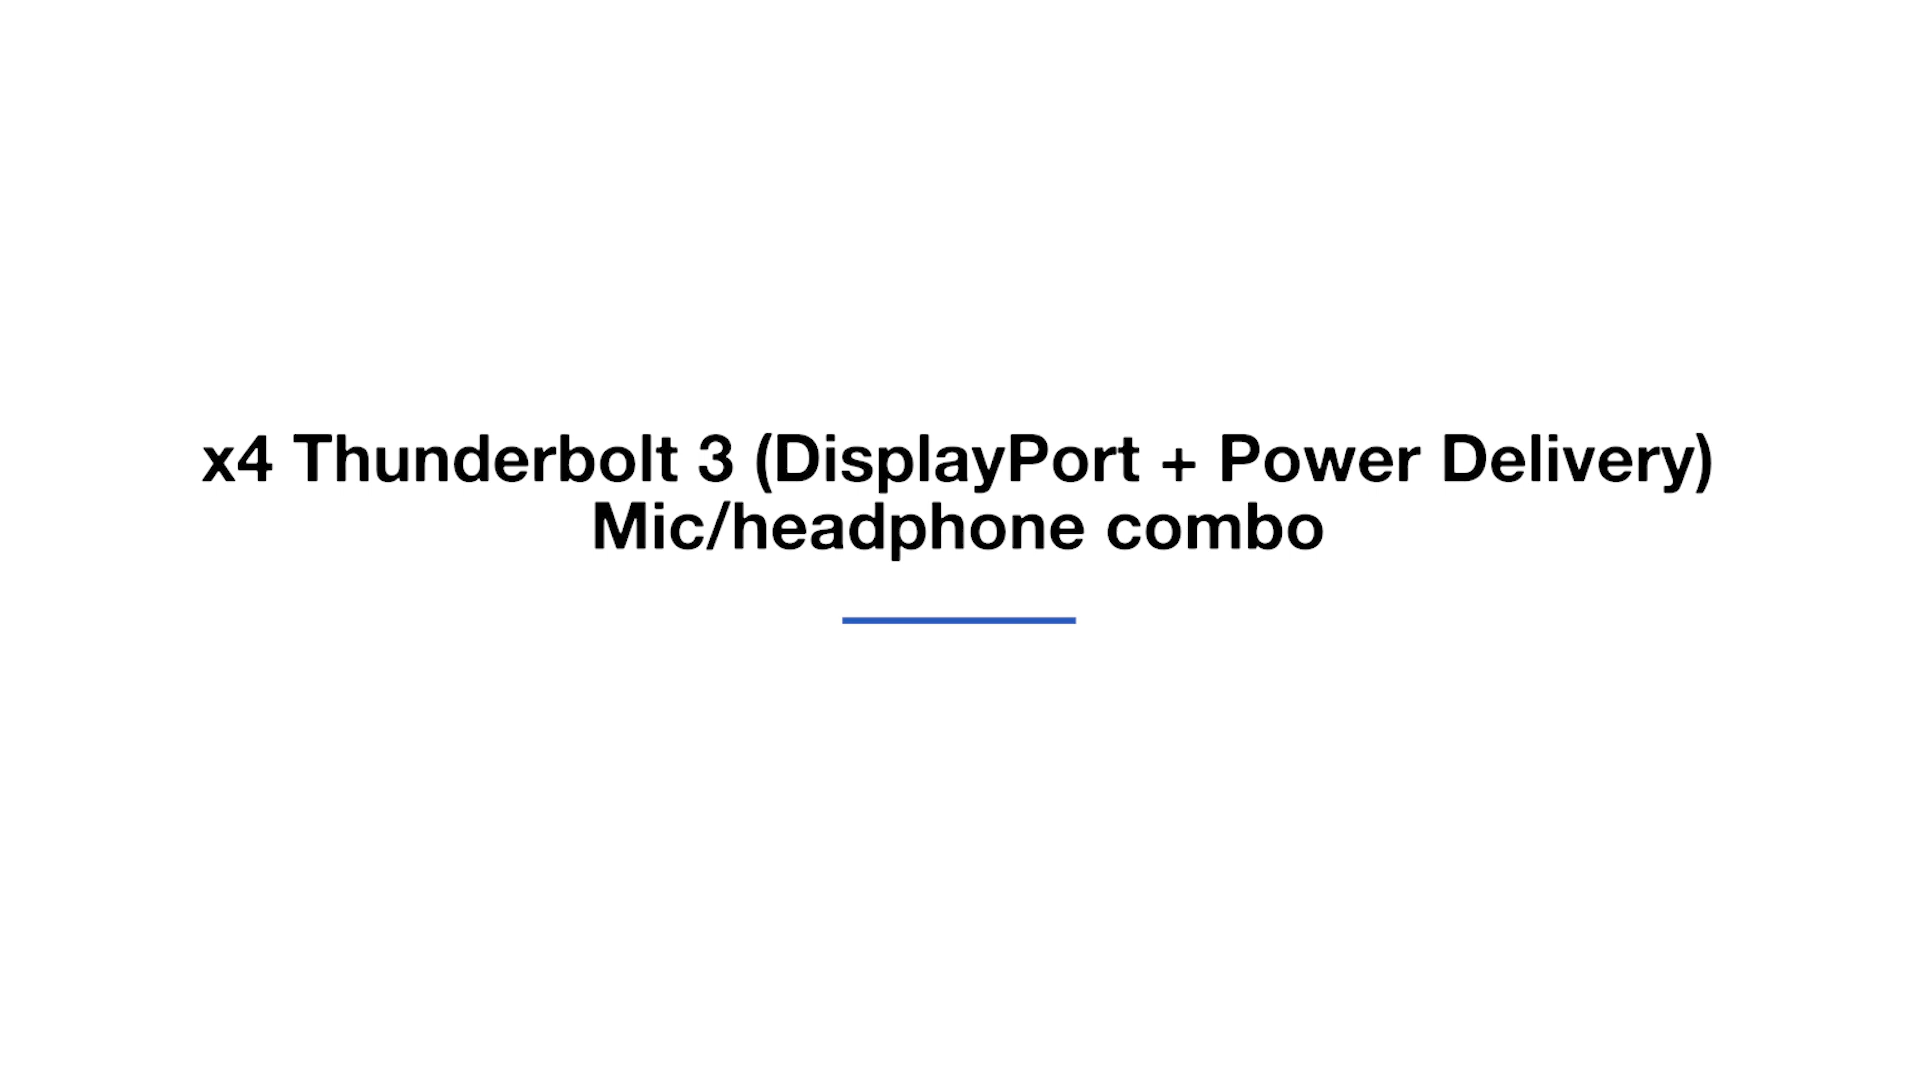 x4 Thunderbolt 3 (DisplayPort + Power Delivery)
Mic/headphone combo